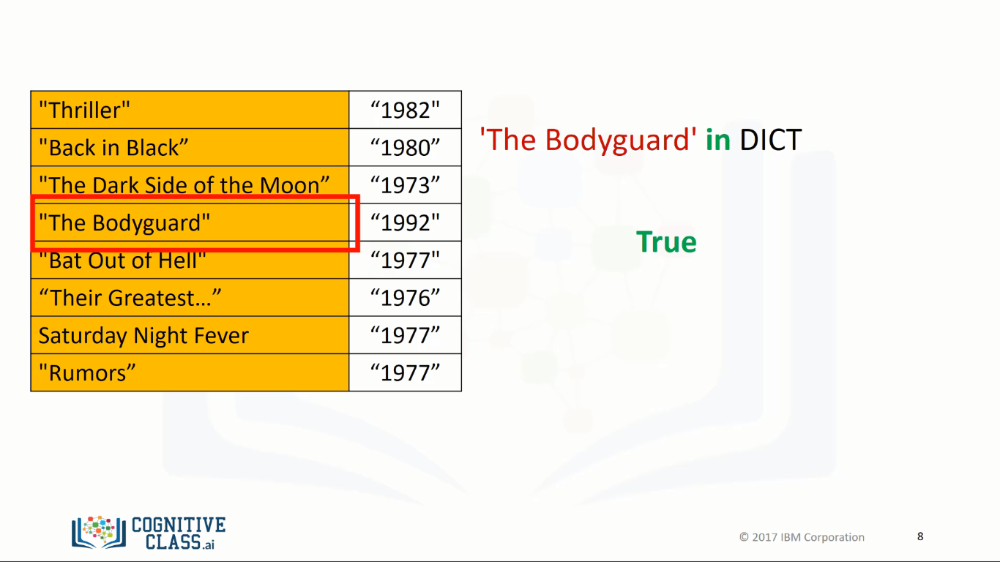 "Thriller" “1982"
"Back in Black” “1980”
"The Dark Side of the Moon” “1973”
"The Bodyguard" “1992"
"Bat Out of Hell" “1977"
“Their Greatest…” “1976”
Saturday Night Fever “1977”
"Rumors” “1977”
'The Bodyguard' in DICT
True
COGNITIVE
CLASS.ai
© 2017 IBM Corporation 8